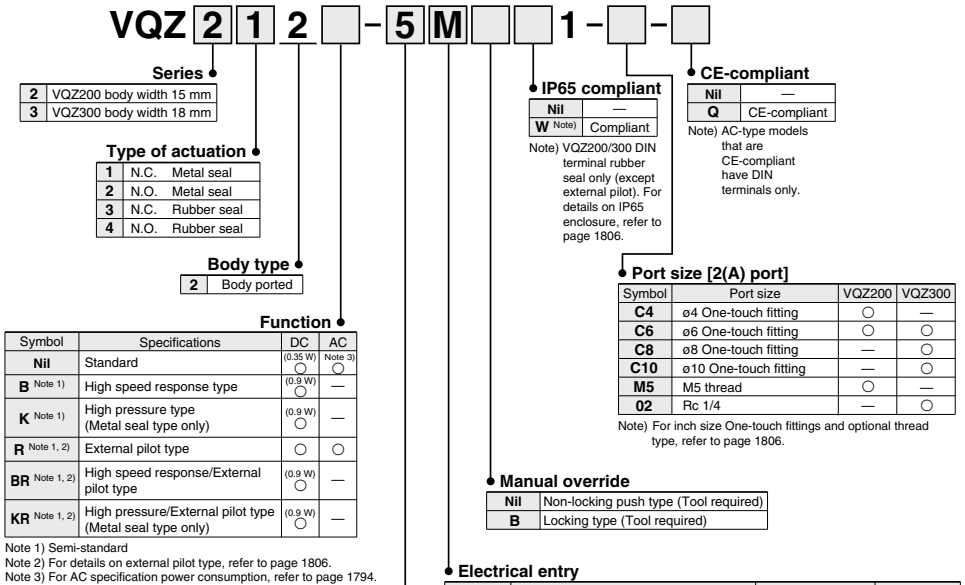 VQZ 2 1 2 - 5 M 1 - -
Series
2 VQZ200 body width 15 mm
3 VQZ300 body width 18 mm
Type of actuation
1 N.C. Metal seal
2 N.O. Metal seal
3 N.C. Rubber seal
4 N.O. Rubber seal
Body type
2 Body ported
Function
Symbol Specifications DC AC
Nil Standard (0.35 W) ○ Note 3) ○
B Note 1) High speed response type (0.9 W) ○ —
K Note 1) High pressure type (Metal seal type only) (0.9 W) ○ —
R Note 1, 2) External pilot type ○ ○
BR Note 1, 2) High speed response/External pilot type (0.9 W) ○ —
KR Note 1, 2) High pressure/External pilot type (Metal seal type only) (0.9 W) ○ —
Note 1) Semi-standard
Note 2) For details on external pilot type, refer to page 1806.
Note 3) For AC specification power consumption, refer to page 1794.
IP65 compliant
Nil —
W Note) Compliant
Note) VQZ200/300 DIN
terminal rubber
seal only (except
external pilot). For
details on IP65
enclosure, refer to
page 1806.
CE-compliant
Nil —
Q CE-compliant
Note) AC-type models
that are
CE-compliant
have DIN
terminals only.
Port size [2(A) port]
Symbol Port size VQZ200 VQZ300
C4 ø4 One-touch fitting ○ —
C6 ø6 One-touch fitting ○ ○
C8 ø8 One-touch fitting — ○
C10 ø10 One-touch fitting — ○
M5 M5 thread ○ —
02 Rc 1/4 — ○
Note) For inch size One-touch fittings and optional thread
type, refer to page 1806.
Manual override
Nil Non-locking push type (Tool required)
B Locking type (Tool required)
Electrical entry